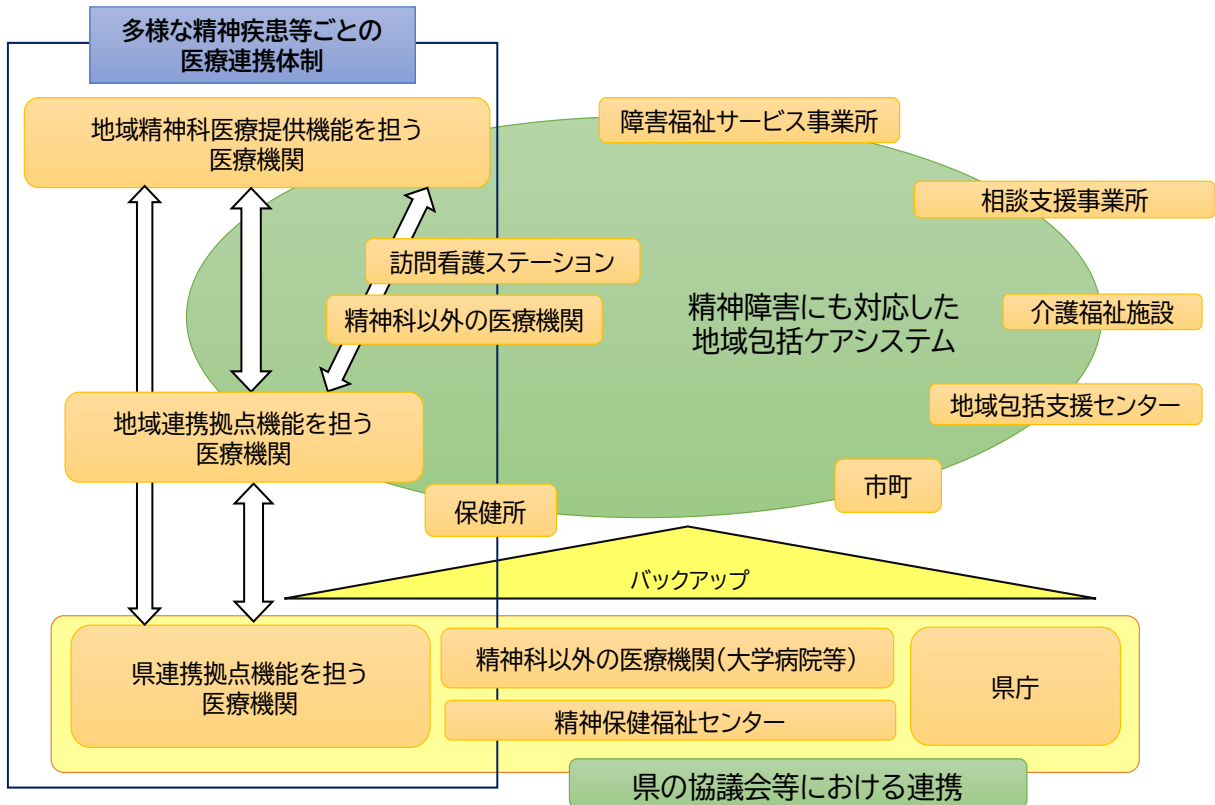 多様な精神疾患等ごとの
医療連携体制
地域精神科医療提供機能を担う
医療機関
障害福祉サービス事業所
相談支援事業所
訪問看護ステーション
精神科以外の医療機関
精神障害にも対応した
地域包括ケアシステム
介護福祉施設
地域連携拠点機能を担う
医療機関
地域包括支援センター
市町
保健所
バックアップ
県連携拠点機能を担う
医療機関
精神科以外の医療機関(大学病院等)
精神保健福祉センター
県庁
県の協議会等における連携